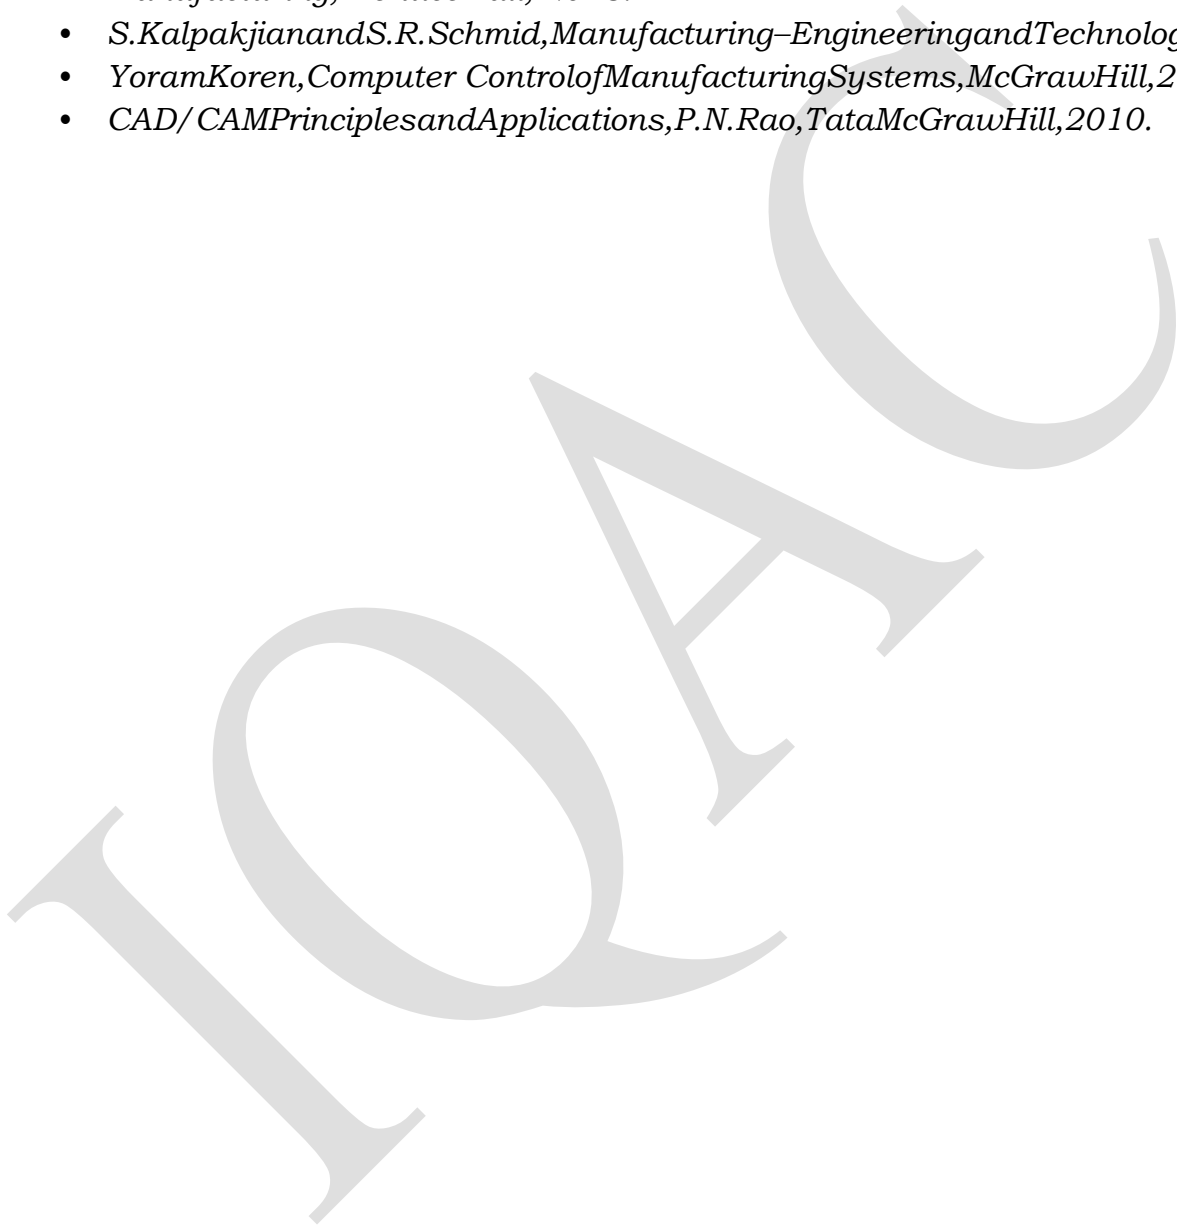 • S.KalpakjianandS.R.Schmid,Manufacturing–EngineeringandTechnolog
• YoramKoren,Computer ControlofManufacturingSystems,McGrawHill,2
• CAD/CAMPrinciplesandApplications,P.N.Rao,TataMcGrawHill,2010.
IQAC